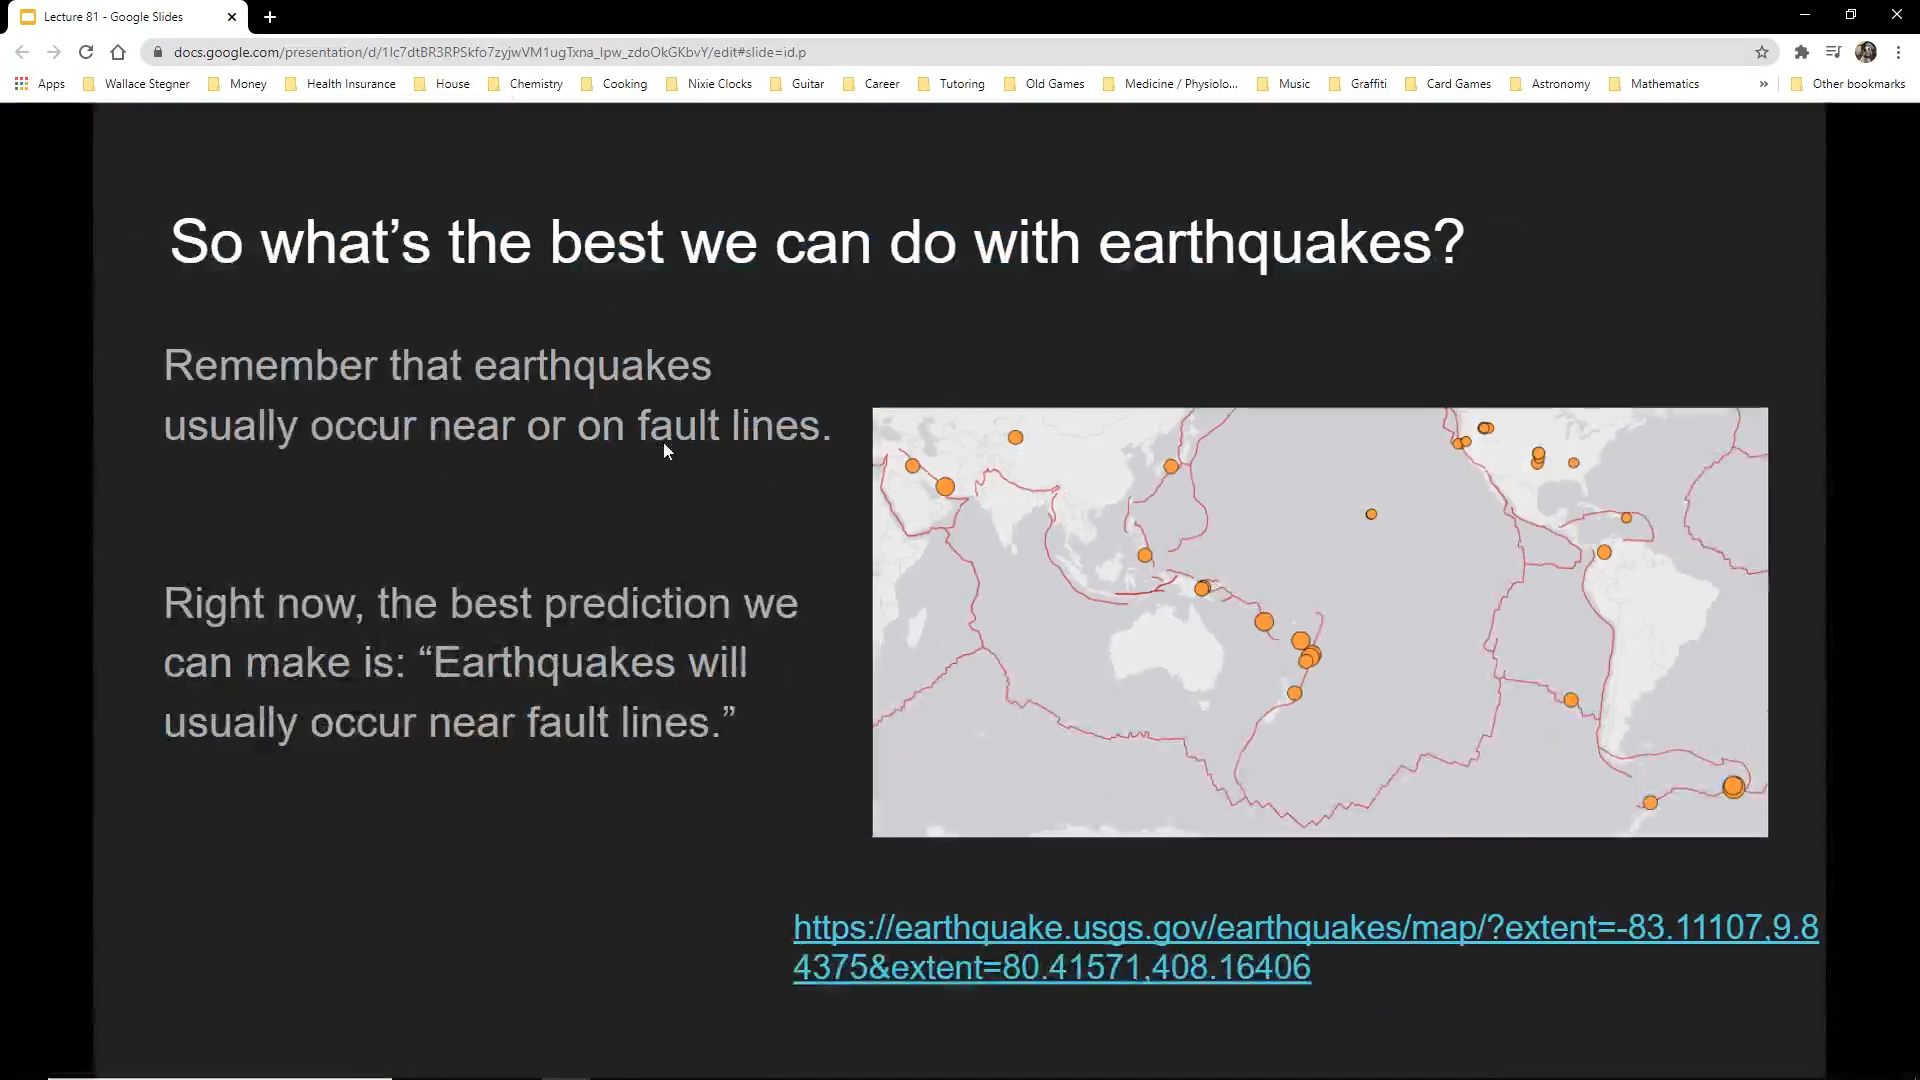 Lecture 81 - Google Slides
docs.google.com/presentation/d/1lc7dtBR3RPSkfo7zyjwVM1ugTxna_lpw_zdoOkGKbvY/edit#slide=id.p
Apps Wallace Stegner Money Health Insurance House Chemistry Cooking Nixie Clocks Guitar Career Tutoring Old Games Medicine / Physiolo... Music Graffiti Card Games Astronomy Mathematics » Other bookmarks
So what’s the best we can do with earthquakes?
Remember that earthquakes
usually occur near or on fault lines.
Right now, the best prediction we
can make is: “Earthquakes will
usually occur near fault lines.”
https://earthquake.usgs.gov/earthquakes/map/?extent=-83.11107,9.8
4375&extent=80.41571,408.16406